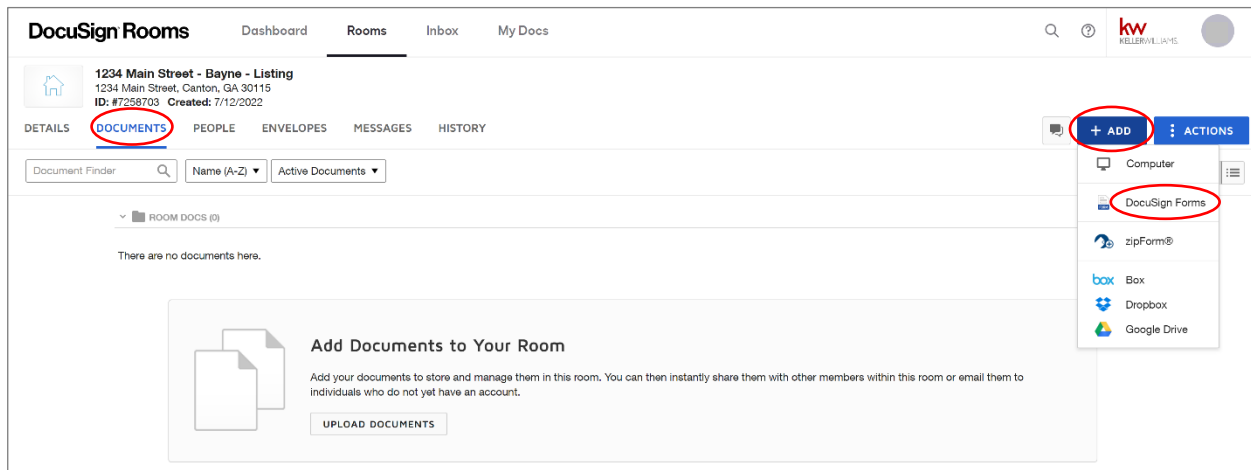 DocuSign Rooms Dashboard Rooms Inbox My Docs
kw
KELLERWILLIAMS.
1234 Main Street - Bayne - Listing
1234 Main Street, Canton, GA 30115
ID: #7258703 Created: 7/12/2022
DETAILS DOCUMENTS PEOPLE ENVELOPES MESSAGES HISTORY + ADD ACTIONS
Document Finder Name (A-Z) Active Documents
Computer
DocuSign Forms
zipForm®
box Box
Dropbox
Google Drive
ROOM DOCS (0)
There are no documents here.
Add Documents to Your Room
Add your documents to store and manage them in this room. You can then instantly share them with other members within this room or email them to
individuals who do not yet have an account.
UPLOAD DOCUMENTS